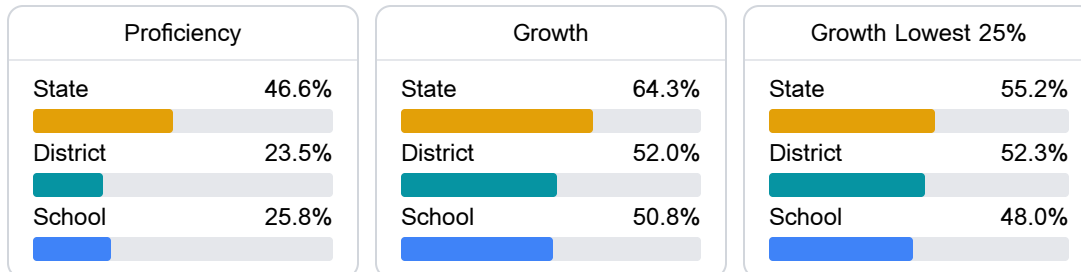 Proficiency
State 46.6%
District 23.5%
School 25.8%
Growth
State 64.3%
District 52.0%
School 50.8%
Growth Lowest 25%
State 55.2%
District 52.3%
School 48.0%